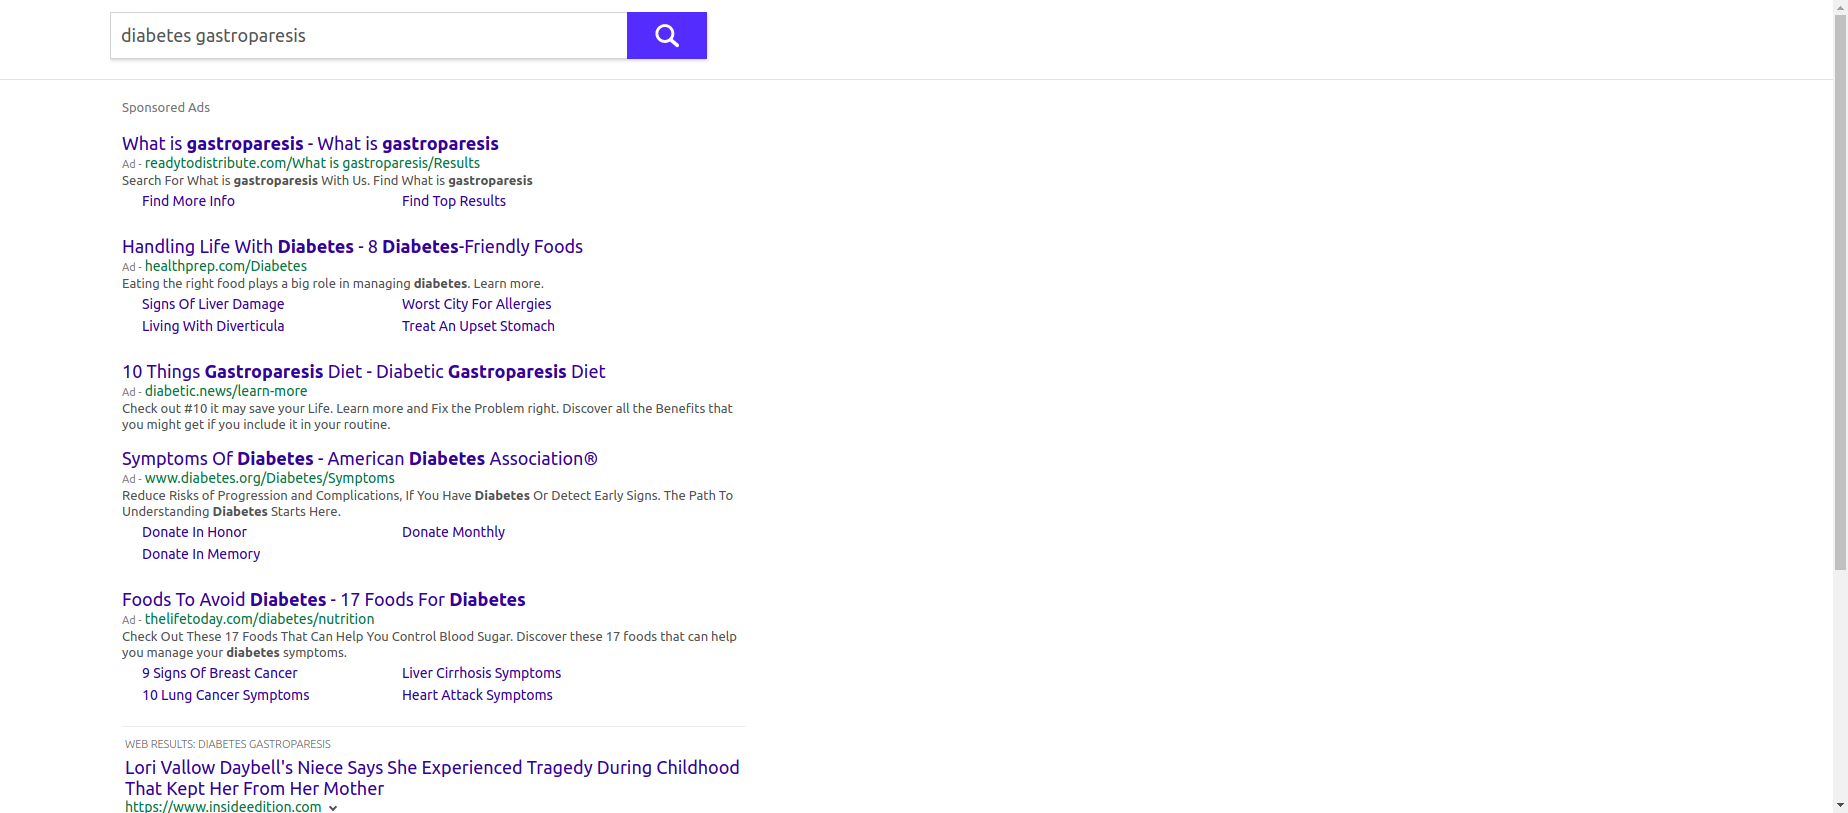 diabetes gastroparesis
Sponsored Ads
What is gastroparesis - What is gastroparesis
Ad - readytodistribute.com/What is gastroparesis/Results
Search For What is gastroparesis With Us. Find What is gastroparesis
Find More Info Find Top Results
Handling Life With Diabetes - 8 Diabetes-Friendly Foods
Ad - healthprep.com/Diabetes
Eating the right food plays a big role in managing diabetes. Learn more.
Signs Of Liver Damage Worst City For Allergies
Living With Diverticula Treat An Upset Stomach
10 Things Gastroparesis Diet - Diabetic Gastroparesis Diet
Ad - diabetic.news/learn-more
Check out #10 it may save your Life. Learn more and Fix the Problem right. Discover all the Benefits that
you might get if you include it in your routine.
Symptoms Of Diabetes - American Diabetes Association®
Ad - www.diabetes.org/Diabetes/Symptoms
Reduce Risks of Progression and Complications, If You Have Diabetes Or Detect Early Signs. The Path To
Understanding Diabetes Starts Here.
Donate In Honor Donate Monthly
Donate In Memory
Foods To Avoid Diabetes - 17 Foods For Diabetes
Ad - thelifetoday.com/diabetes/nutrition
Check Out These 17 Foods That Can Help You Control Blood Sugar. Discover these 17 foods that can help
you manage your diabetes symptoms.
9 Signs Of Breast Cancer Liver Cirrhosis Symptoms
10 Lung Cancer Symptoms Heart Attack Symptoms
WEB RESULTS: DIABETES GASTROPARESIS
Lori Vallow Daybell's Niece Says She Experienced Tragedy During Childhood
That Kept Her From Her Mother
https://www.insideedition.com